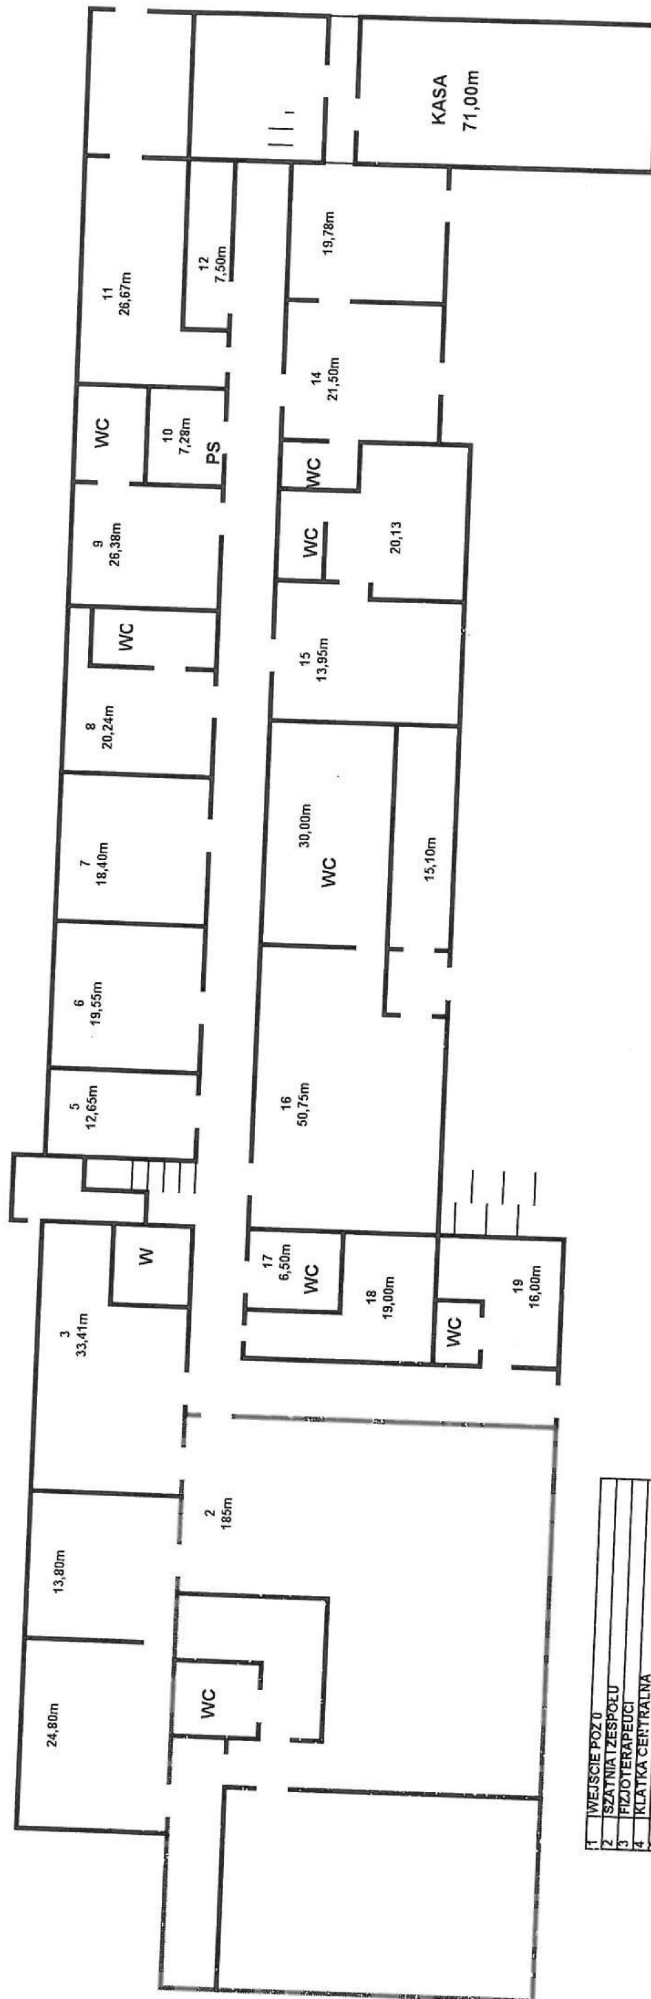 KASA
71,00m
11
26,67m
12
7,50m
19,78m
WC
10
7,28m
PS
14
21,50m
WC
9
26,38m
WC
20,13
WC
15
13,95m
8
20,24m
7
18,40m
30,00m
WC
15,10m
6
19,55m
5
12,65m
16
50,75m
W
17
6,50m
WC
18
19,00m
19
16,00m
WC
3
33,41m
2
185m
13,80m
24,80m
WC
1 WEJSCIE POZ 0
2 SZATNIA I ZESPOŁU
3 FIZJOTERAPEUCI
4 KLATKA CENTRALNA